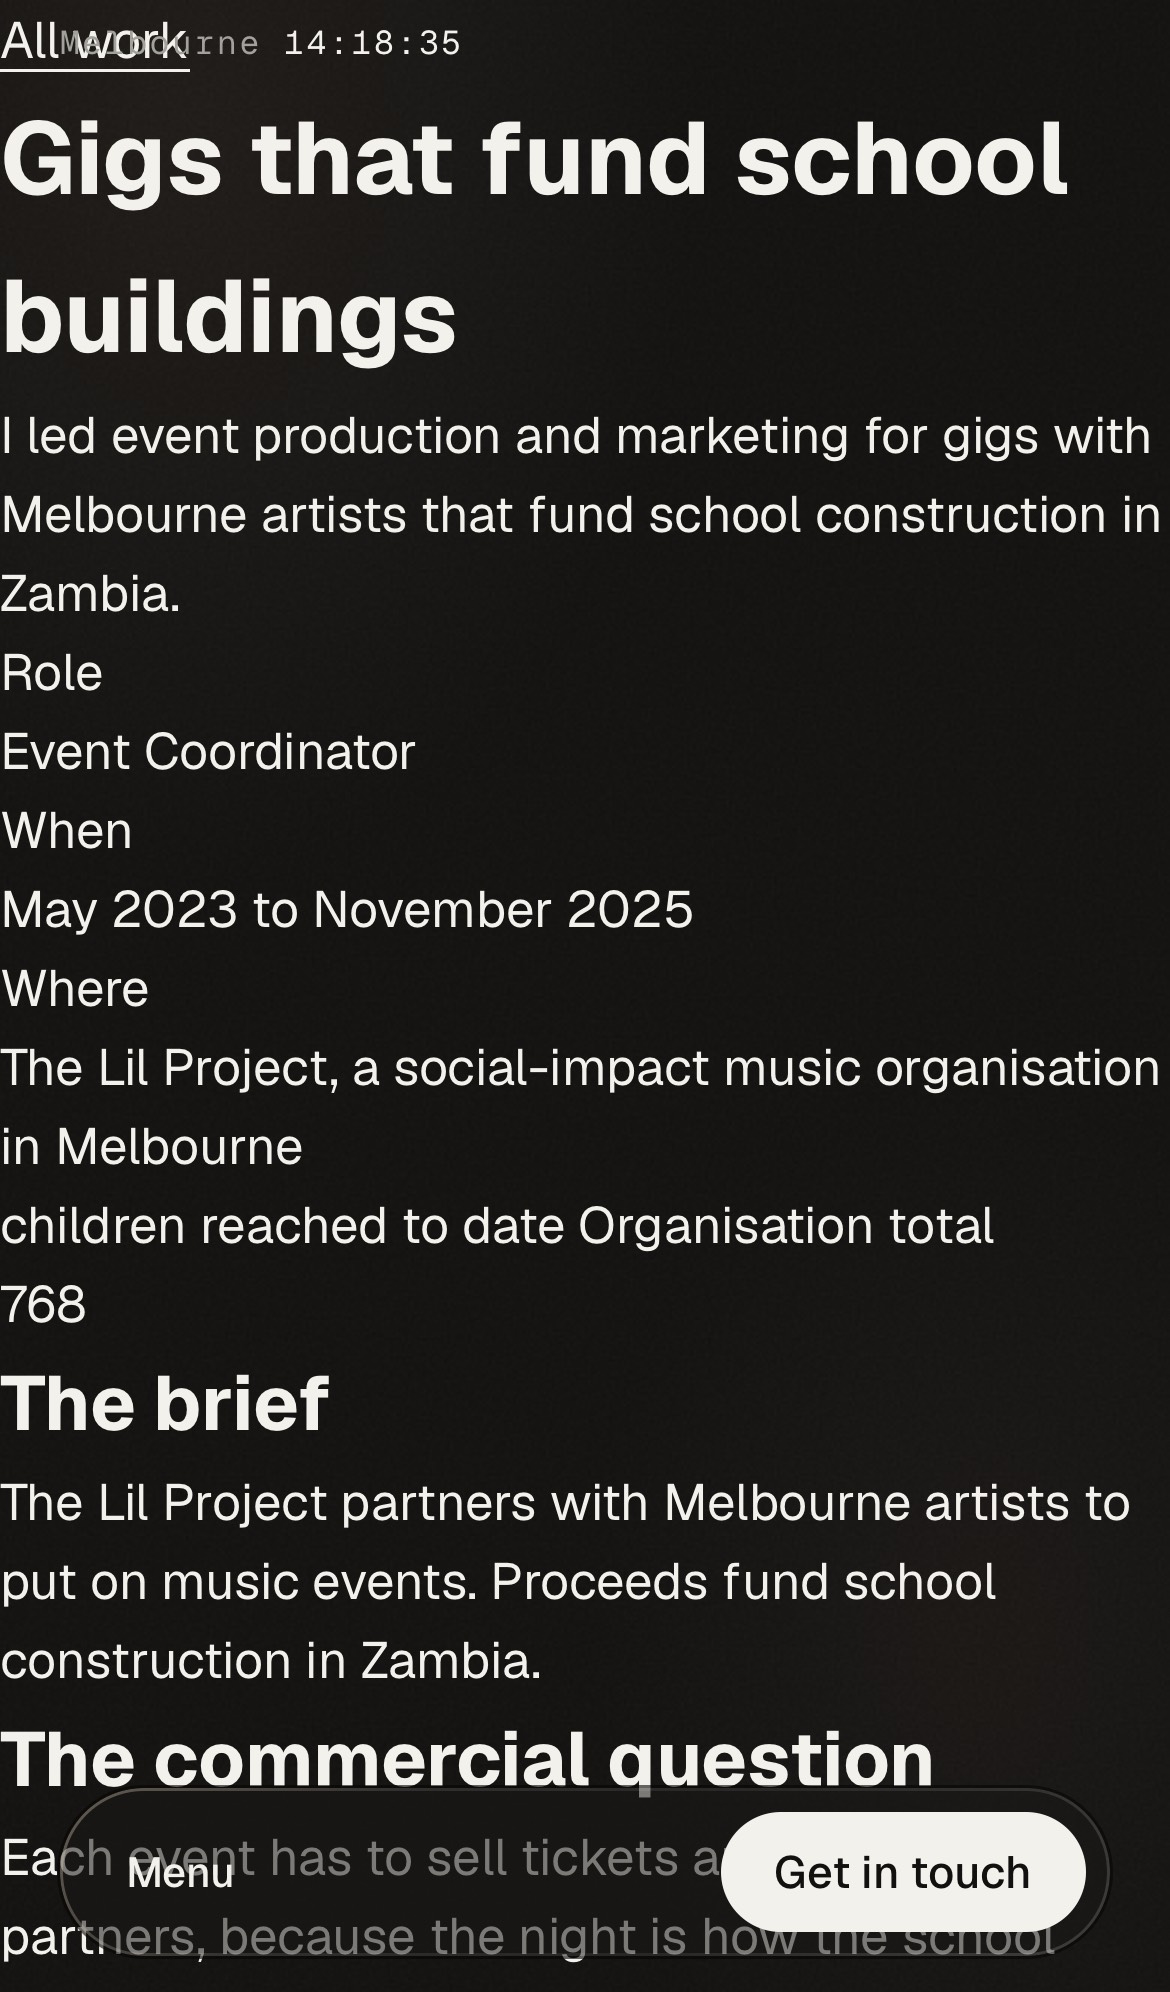 All work
Melbourne 14:18:35
Gigs that fund school
buildings
I led event production and marketing for gigs with
Melbourne artists that fund school construction in
Zambia.
Role
Event Coordinator
When
May 2023 to November 2025
Where
The Lil Project, a social-impact music organisation
in Melbourne
children reached to date Organisation total
768
The brief
The Lil Project partners with Melbourne artists to
put on music events. Proceeds fund school
construction in Zambia.
The commercial question
Each event has to sell tickets
Menu
Get in touch
partners, because the night is how the school